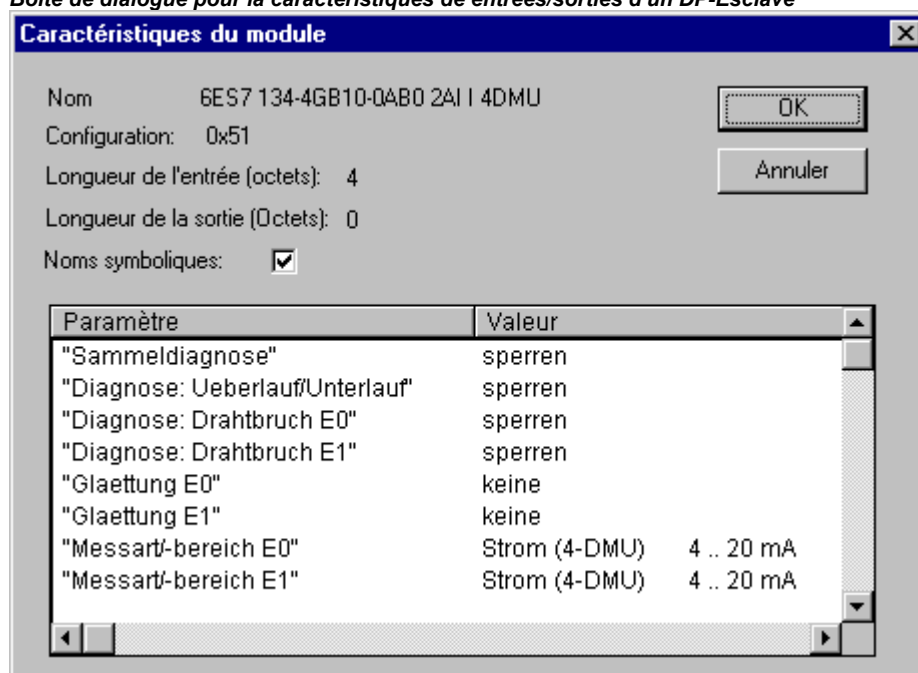 Boîte de dialogue pour la caractéristiques de entrées/sorties d'un DP-Esclave
Caractéristiques du module
Nom 6ES7 134-4GB10-0AB0 2AI I 4DMU
OK
Configuration: 0x51
Longueur de l'entrée (octets): 4
Annuler
Longueur de la sortie (Octets): 0
Noms symboliques:
Paramètre Valeur
"Sammeldiagnose" sperren
"Diagnose: Ueberlauf/Unterlauf" sperren
"Diagnose: Drahtbruch E0" sperren
"Diagnose: Drahtbruch E1" sperren
"Glaettung E0" keine
"Glaettung E1" keine
"Messart/-bereich E0" Strom (4-DMU) 4 .. 20 mA
"Messart/-bereich E1" Strom (4-DMU) 4 .. 20 mA